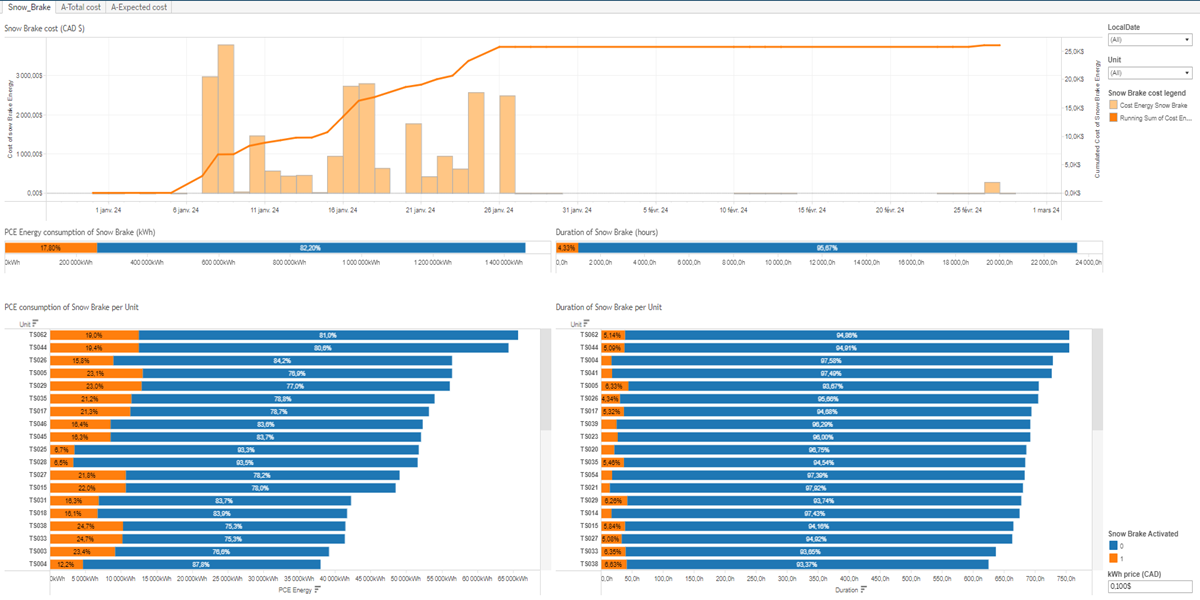 Snow_Brake A-Total cost A-Expected cost
Snow Brake cost (CAD $)
Cost of sow Brake Energy
3 000,00$
2 000,00$
1 000,00$
0,00$
25,0K$
20,0K$
15,0K$
10,0K$
5,0K$
0,0K$
Cumulated Cost of Snow Brake Energy
1 janv. 24 6 janv. 24 11 janv. 24 16 janv. 24 21 janv. 24 26 janv. 24 31 janv. 24 5 févr. 24 10 févr. 24 15 févr. 24 20 févr. 24 25 févr. 24 1 mars 24
LocalDate
(All)
Unit
(All)
Snow Brake cost legend
Cost Energy Snow Brake
Running Sum of Cost En...
PCE Energy consumption of Snow Brake (kWh)
17,80% 82,20%
0kWh 200 000kWh 400 000kWh 600 000kWh 800 000kWh 1 000 000kWh 1 200 000kWh 1 400 000kWh
Duration of Snow Brake (hours)
4,33% 95,67%
0,0h 2 000,0h 4 000,0h 6 000,0h 8 000,0h 10 000,0h 12 000,0h 14 000,0h 16 000,0h 18 000,0h 20 000,0h 22 000,0h 24 000,0h
PCE consumption of Snow Brake per Unit
Unit
TS062 19,0% 81,0%
TS044 19,4% 80,6%
TS026 15,8% 84,2%
TS005 23,1% 76,9%
TS029 23,0% 77,0%
TS035 21,2% 78,8%
TS017 21,3% 78,7%
TS046 16,4% 83,6%
TS045 16,3% 83,7%
TS025 6,7% 93,3%
TS028 6,5% 93,5%
TS027 21,8% 78,2%
TS015 22,0% 78,0%
TS031 16,3% 83,7%
TS018 16,1% 83,9%
TS038 24,7% 75,3%
TS033 24,7% 75,3%
TS003 23,4% 76,6%
TS004 12,2% 87,8%
0kWh 5 000kWh 10 000kWh 15 000kWh 20 000kWh 25 000kWh 30 000kWh 35 000kWh 40 000kWh 45 000kWh 50 000kWh 55 000kWh 60 000kWh 65 000kWh
PCE Energy
Duration of Snow Brake per Unit
Unit
TS062 5,14% 94,86%
TS044 5,09% 94,91%
TS004 97,58%
TS041 97,49%
TS005 6,33% 93,67%
TS026 4,34% 95,66%
TS017 5,32% 94,68%
TS039 96,29%
TS023 96,00%
TS020 96,75%
TS035 5,46% 94,54%
TS054 97,39%
TS021 97,92%
TS029 6,26% 93,74%
TS014 97,43%
TS015 5,84% 94,16%
TS027 5,08% 94,92%
TS033 6,35% 93,65%
TS038 6,63% 93,37%
0,0h 50,0h 100,0h 150,0h 200,0h 250,0h 300,0h 350,0h 400,0h 450,0h 500,0h 550,0h 600,0h 650,0h 700,0h 750,0h
Duration
Snow Brake Activated
0
1
kWh price (CAD)
0,100$